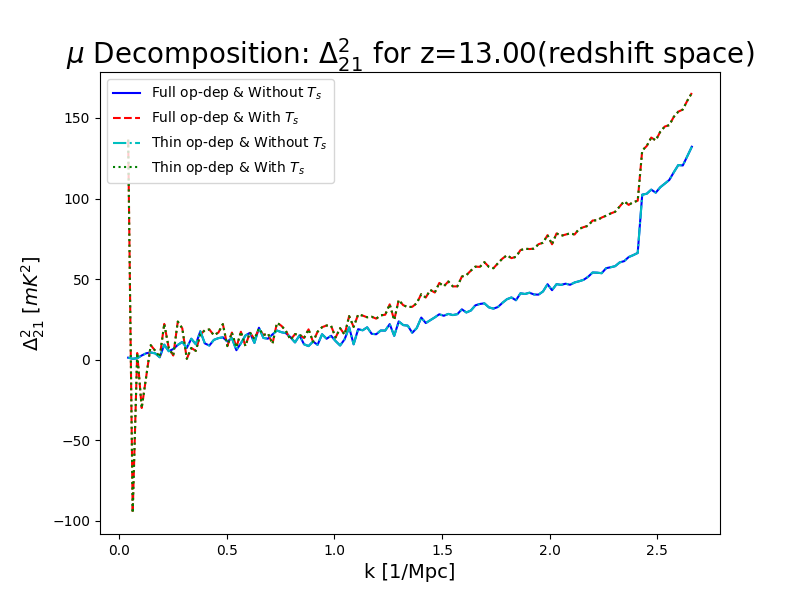 μ Decomposition: Δ²₂₁ for z=13.00(redshift space)
Full op-dep & Without Tₛ
Full op-dep & With Tₛ
Thin op-dep & Without Tₛ
Thin op-dep & With Tₛ
150
100
50
0
−50
−100
Δ²₂₁ [mK²]
0.0 0.5 1.0 1.5 2.0 2.5
k [1/Mpc]